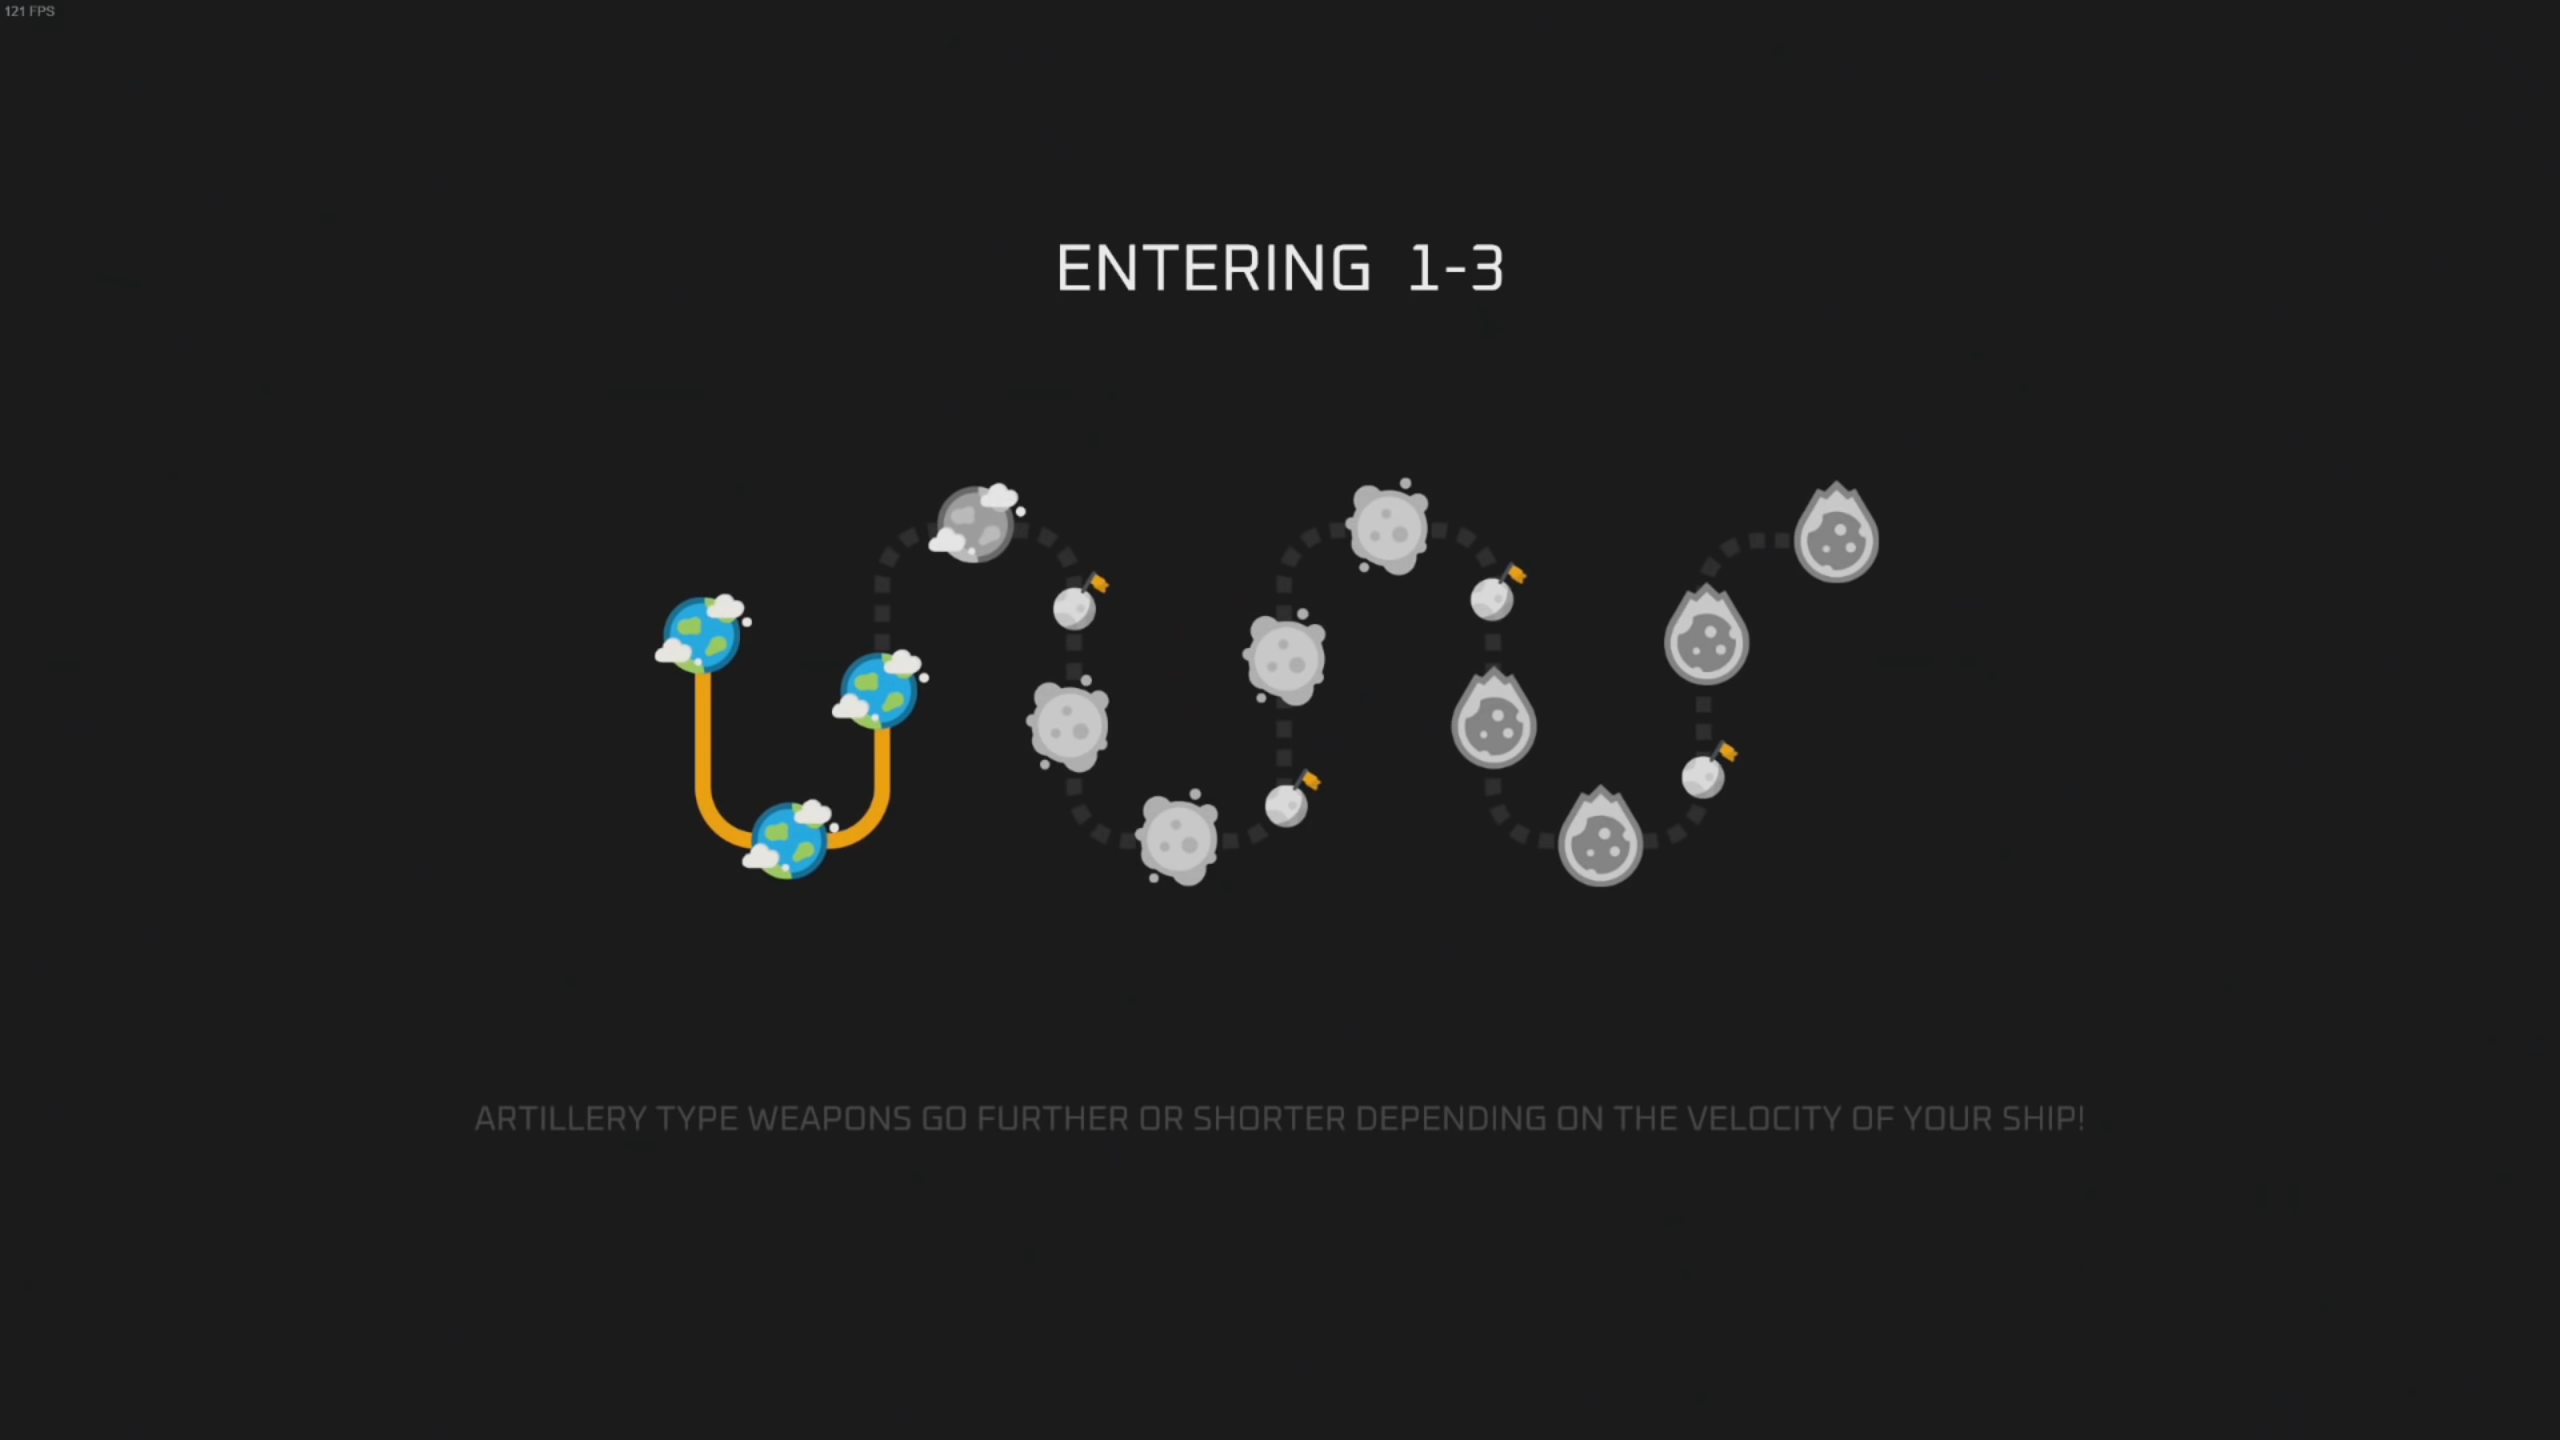 121 FPS
ENTERING 1-3
ARTILLERY TYPE WEAPONS GO FURTHER OR SHORTER DEPENDING ON THE VELOCITY OF YOUR SHIP!